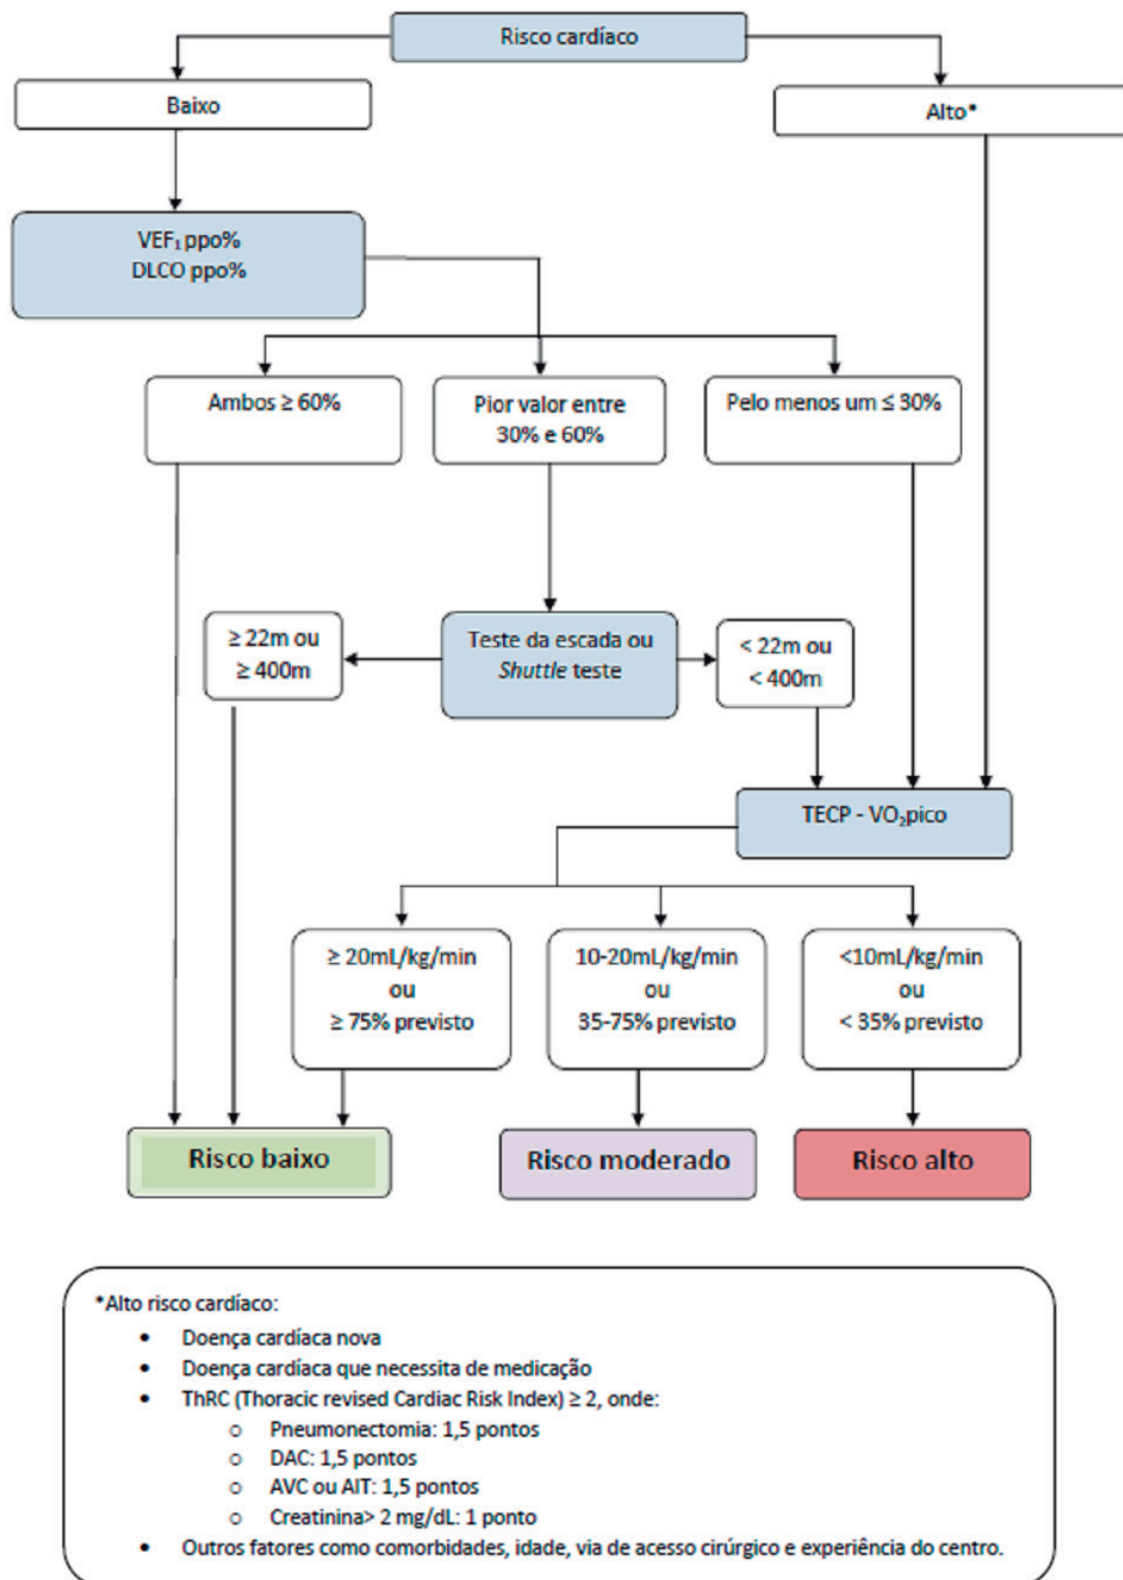 Risco cardíaco
Baixo
Alto*
VEF₁ ppo%
DLCO ppo%
Ambos ≥ 60%
Pior valor entre
30% e 60%
Pelo menos um ≤ 30%
≥ 22m ou
≥ 400m
Teste da escada ou
Shuttle teste
< 22m ou
< 400m
TECP - VO₂pico
≥ 20mL/kg/min
ou
≥ 75% previsto
10-20mL/kg/min
ou
35-75% previsto
<10mL/kg/min
ou
< 35% previsto
Risco baixo
Risco moderado
Risco alto
*Alto risco cardíaco:
• Doença cardíaca nova
• Doença cardíaca que necessita de medicação
• ThRC (Thoracic revised Cardiac Risk Index) ≥ 2, onde:
o Pneumonectomia: 1,5 pontos
o DAC: 1,5 pontos
o AVC ou AIT: 1,5 pontos
o Creatinina> 2 mg/dL: 1 ponto
• Outros fatores como comorbidades, idade, via de acesso cirúrgico e experiência do centro.